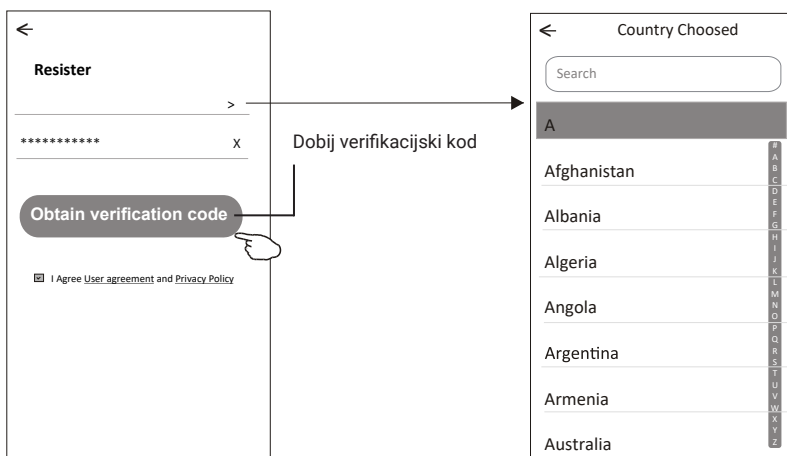 Resister
>
*********** X
Obtain verification code
I Agree User agreement and Privacy Policy
Dobij verifikacijski kod
Country Choosed
Search
A
Afghanistan
Albania
Algeria
Angola
Argentina
Armenia
Australia
#
A
B
C
D
E
F
G
H
I
J
K
L
M
N
O
P
Q
R
S
T
U
V
W
X
Y
Z